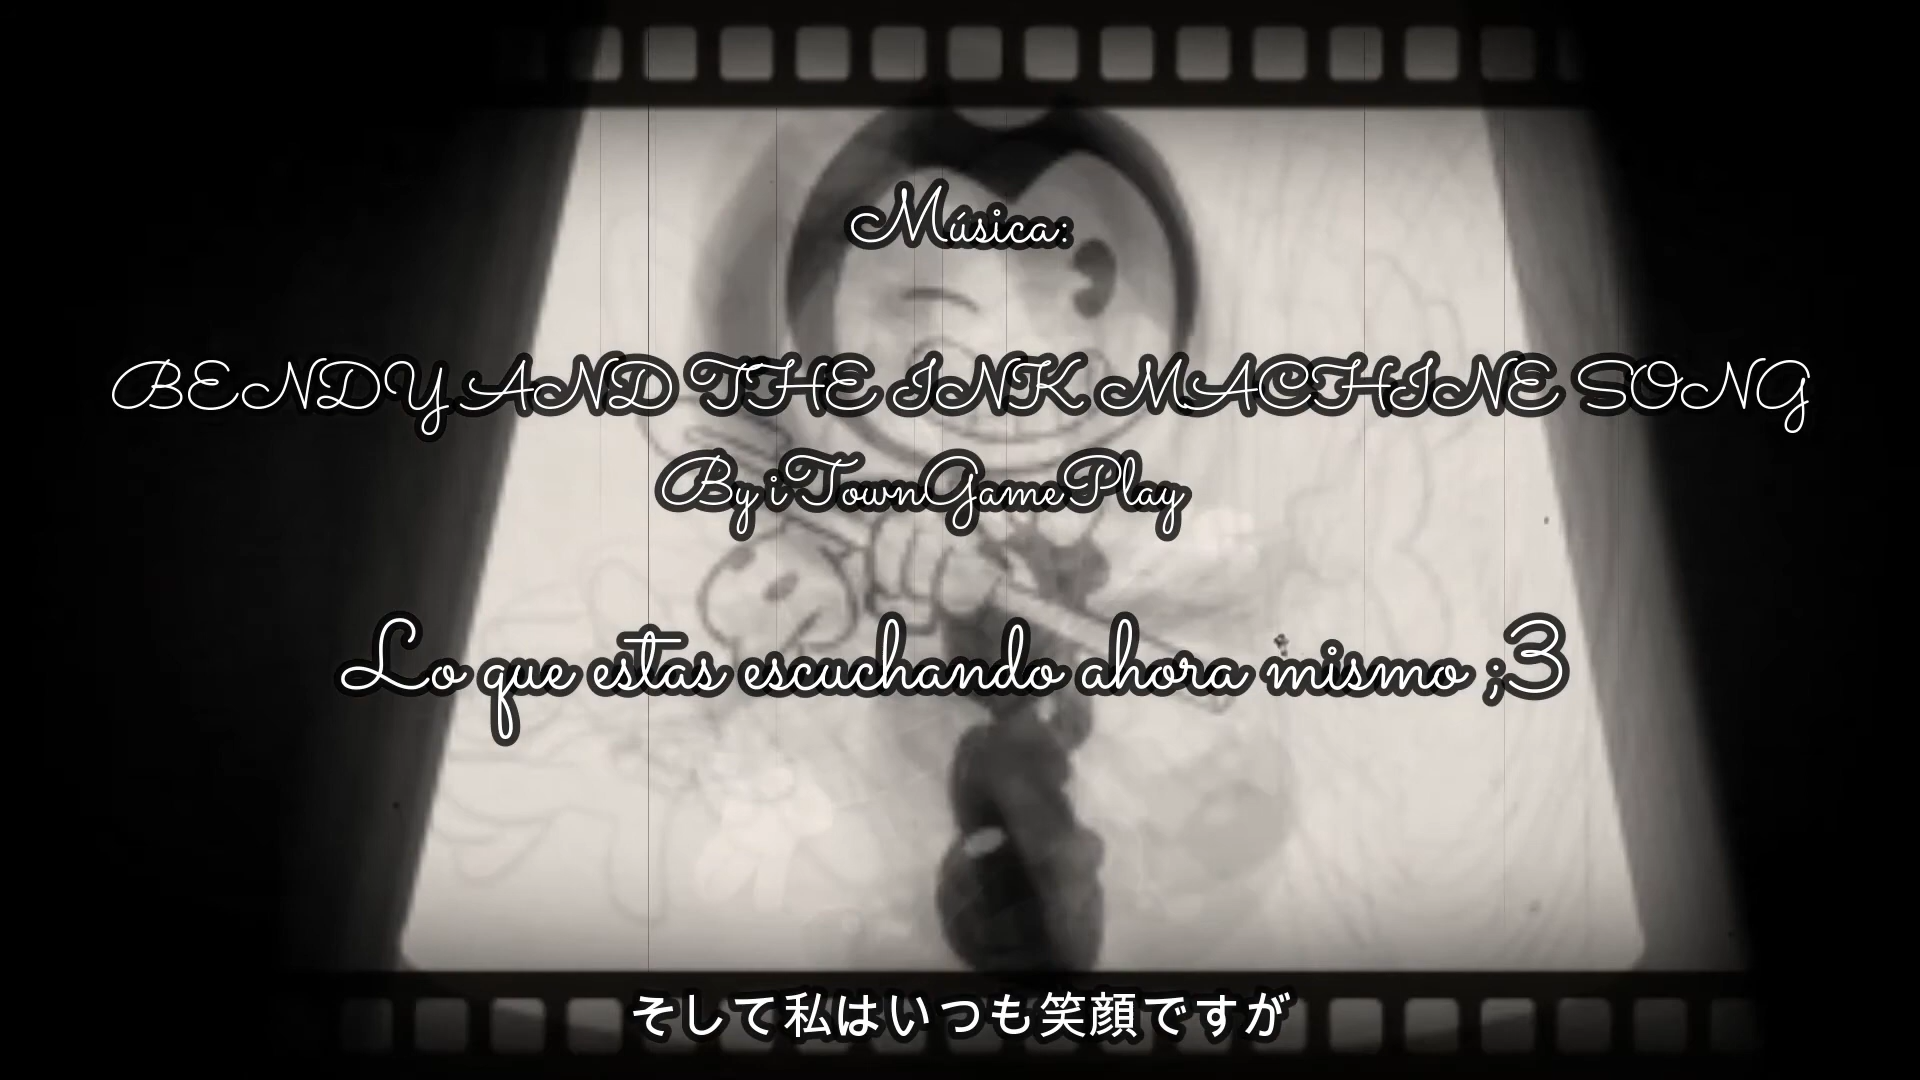 Música:
BENDY AND THE INK MACHINE SONG
By iTownGamePlay
Lo que estas escuchando ahora mismo ;3
そして私はいつも笑顔ですが